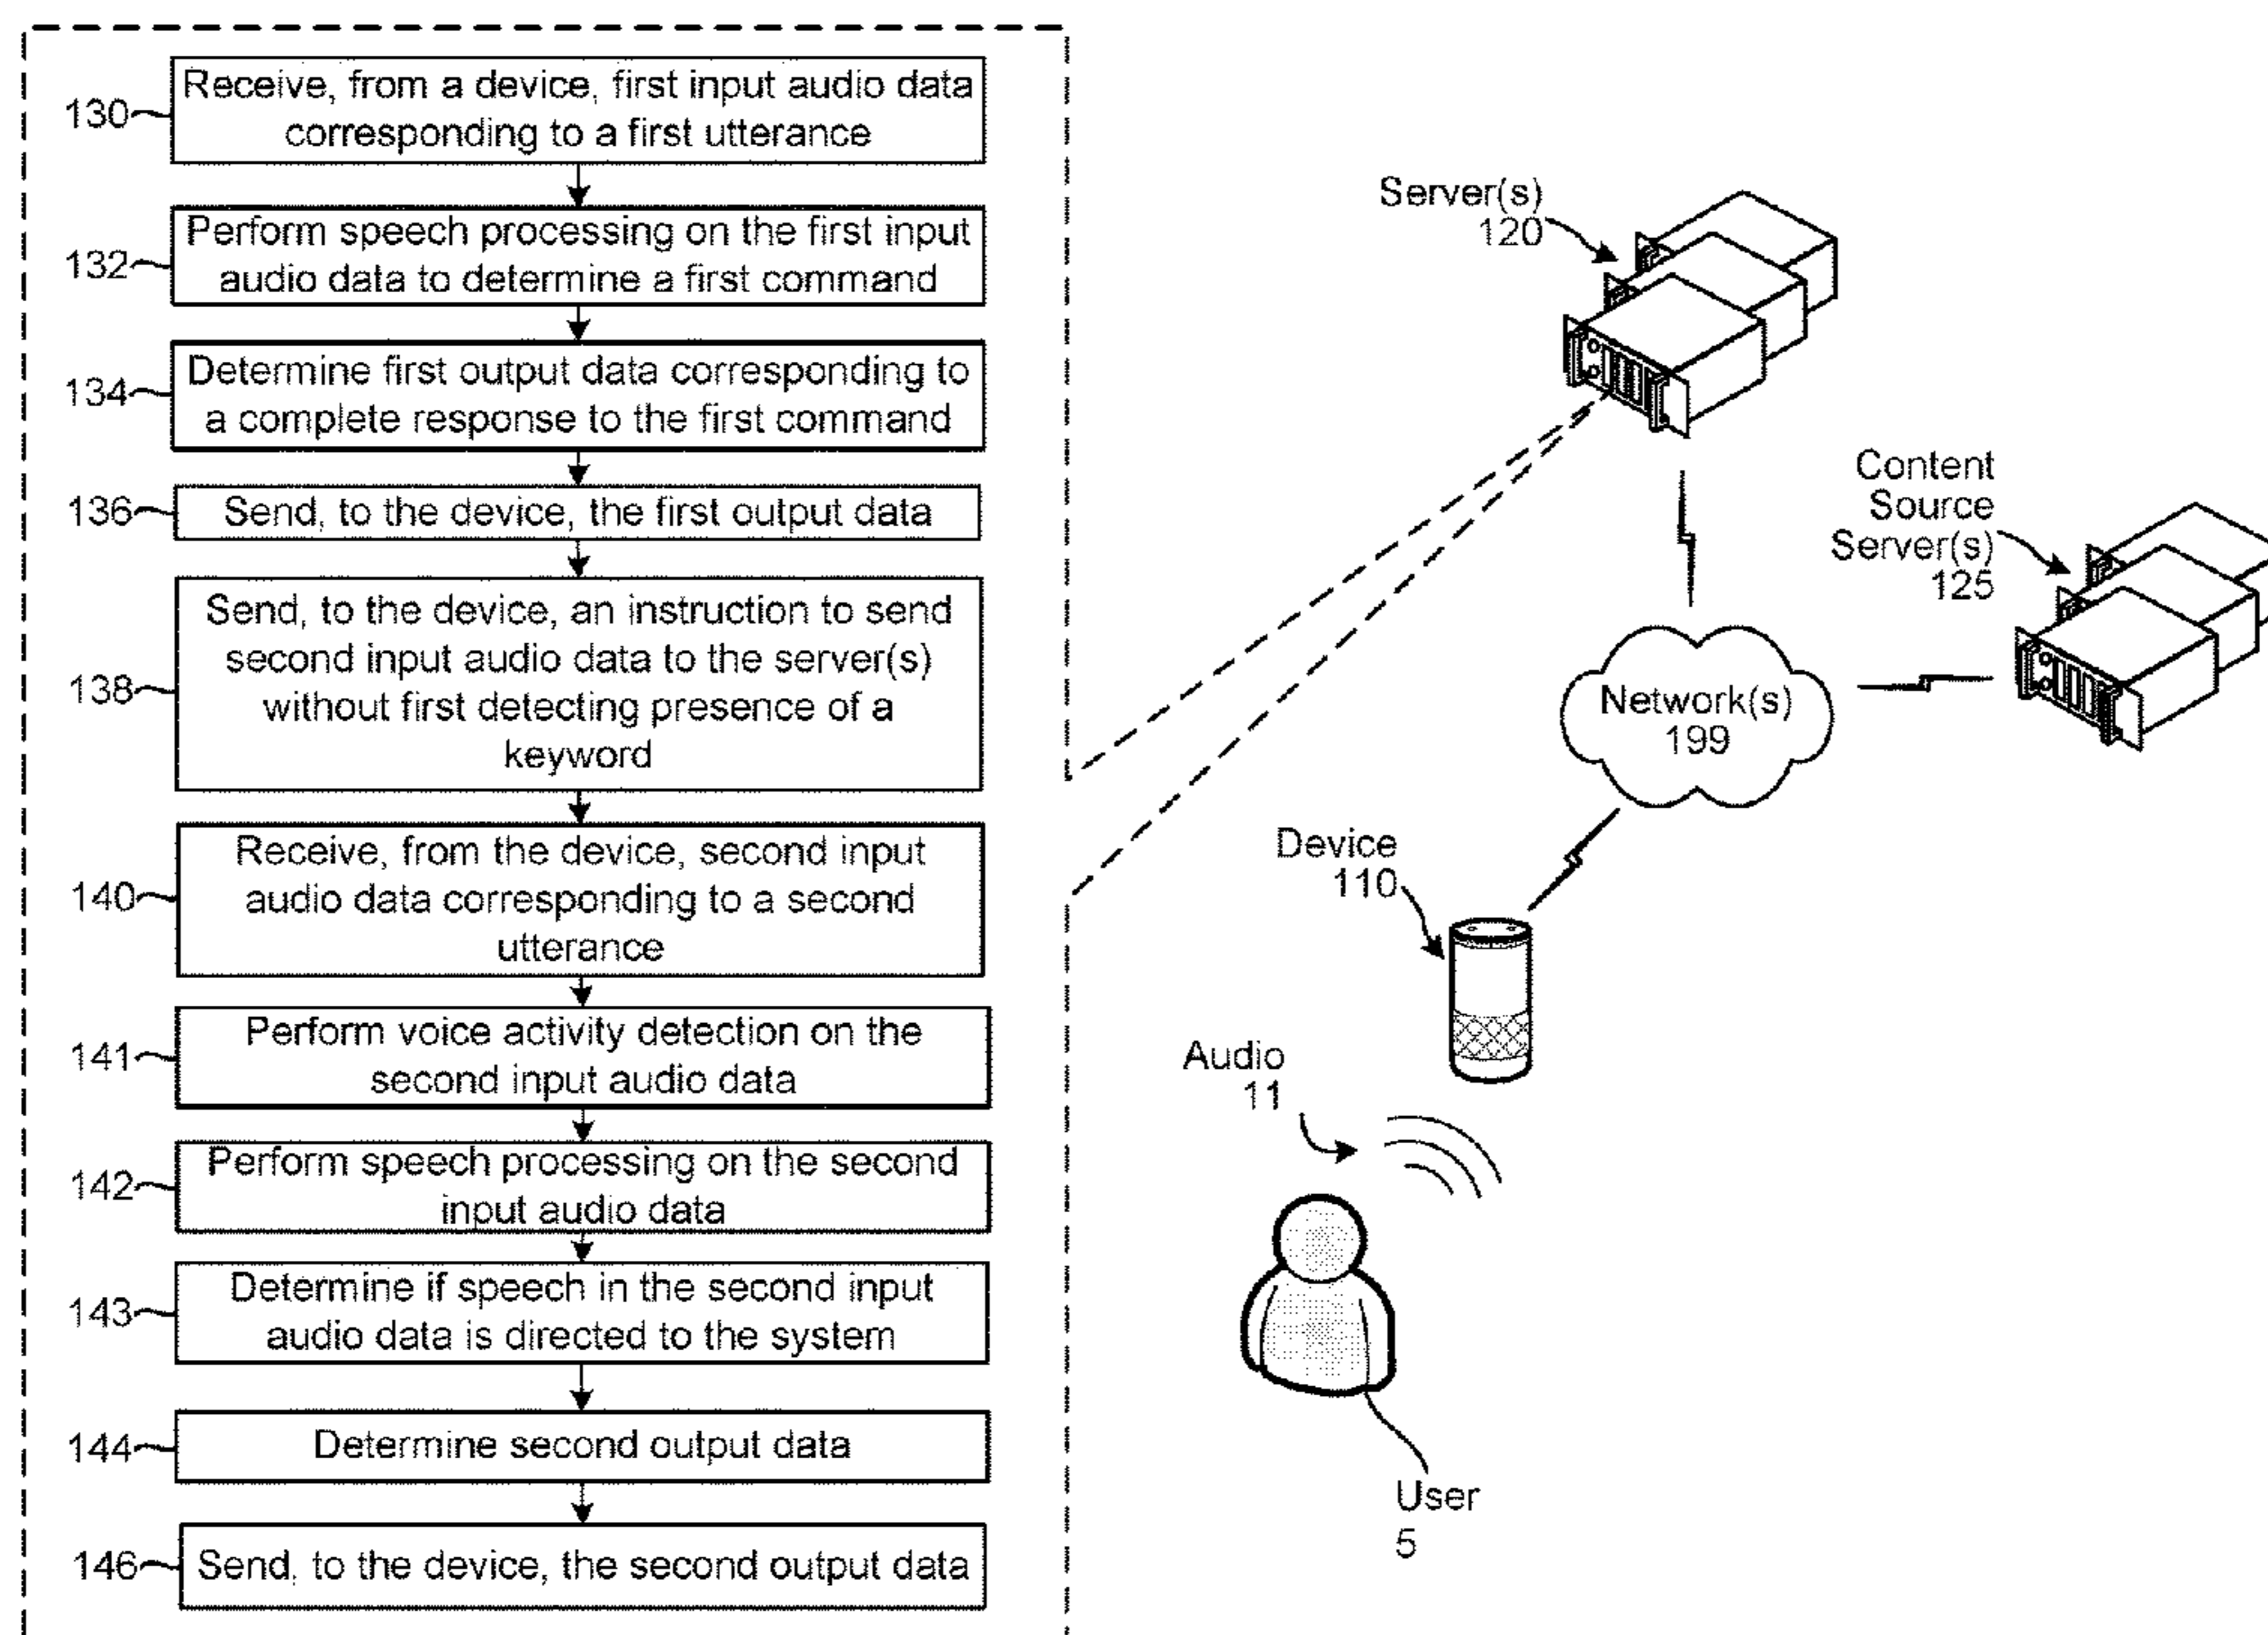 130
Receive, from a device, first input audio data
corresponding to a first utterance
132
Perform speech processing on the first input
audio data to determine a first command
134
Determine first output data corresponding to
a complete response to the first command
136
Send, to the device, the first output data
138
Send, to the device, an instruction to send
second input audio data to the server(s)
without first detecting presence of a
keyword
140
Receive, from the device, second input
audio data corresponding to a second
utterance
141
Perform voice activity detection on the
second input audio data
142
Perform speech processing on the second
input audio data
143
Determine if speech in the second input
audio data is directed to the system
144
Determine second output data
146
Send, to the device, the second output data
Server(s)
120
Content
Source
Server(s)
125
Network(s)
199
Device
110
Audio
11
User
5